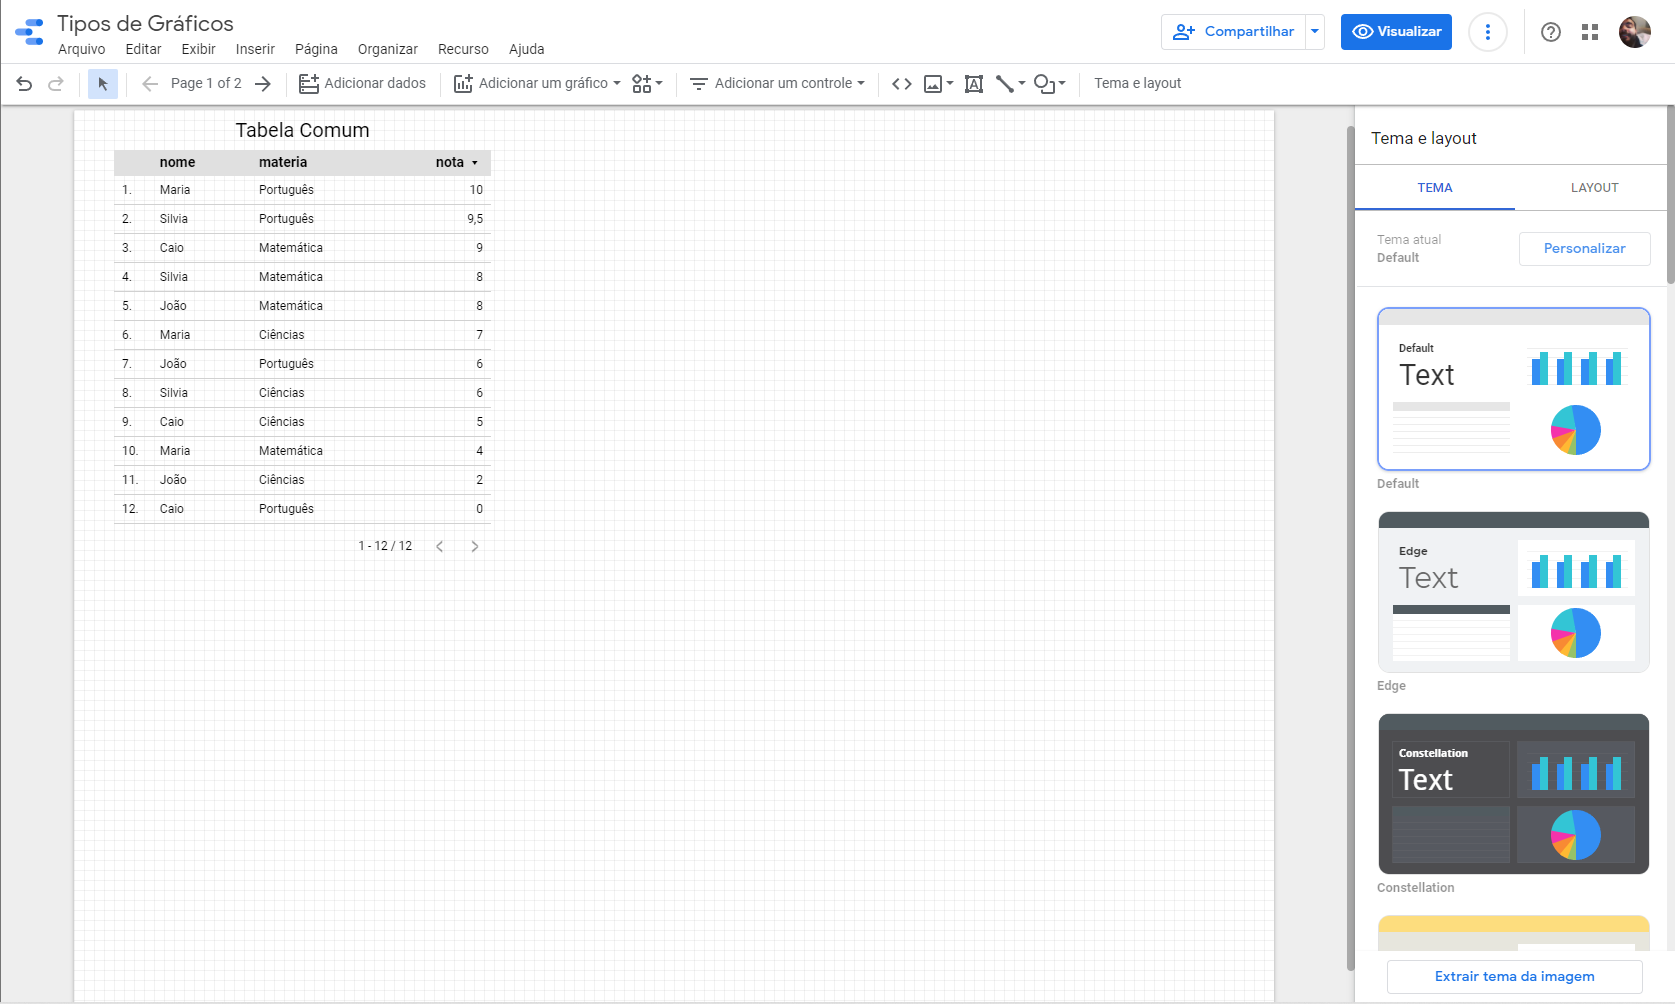 Tipos de Gráficos
Arquivo Editar Exibir Inserir Página Organizar Recurso Ajuda
Compartilhar
Visualizar
Page 1 of 2
Adicionar dados
Adicionar um gráfico
Adicionar um controle
Tema e layout
Tabela Comum
nome materia nota
1. Maria Português 10
2. Silvia Português 9,5
3. Caio Matemática 9
4. Silvia Matemática 8
5. João Matemática 8
6. Maria Ciências 7
7. João Português 6
8. Silvia Ciências 6
9. Caio Ciências 5
10. Maria Matemática 4
11. João Ciências 2
12. Caio Português 0
1 - 12 / 12
Tema e layout
TEMA LAYOUT
Tema atual
Default
Personalizar
Default
Text
Default
Edge
Text
Edge
Constellation
Text
Constellation
Extrair tema da imagem